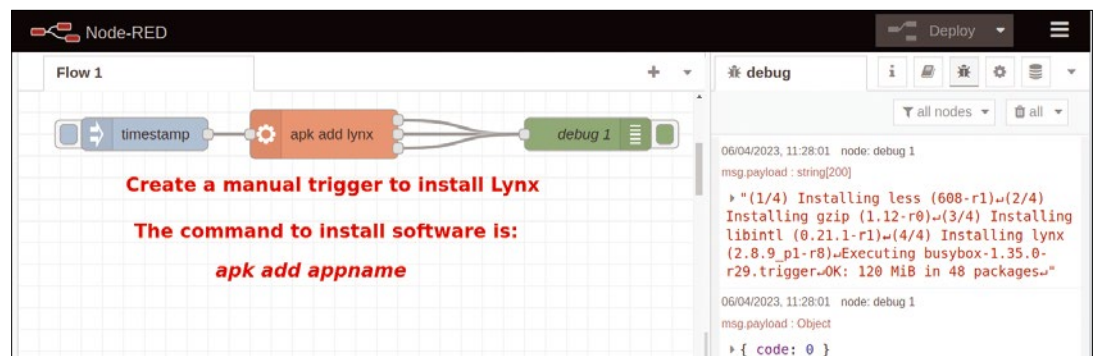 Node-RED
Deploy
Flow 1
debug
i
all nodes
all
timestamp
apk add lynx
debug 1
Create a manual trigger to install Lynx
The command to install software is:
apk add appname
06/04/2023, 11:28:01 node: debug 1
msg.payload : string[200]
"(1/4) Installing less (608-r1)↵(2/4)
Installing gzip (1.12-r0)↵(3/4) Installing
libintl (0.21.1-r1)↵(4/4) Installing lynx
(2.8.9_p1-r8)↵Executing busybox-1.35.0-
r29.trigger↵OK: 120 MiB in 48 packages↵"
06/04/2023, 11:28:01 node: debug 1
msg.payload : Object
{ code: 0 }